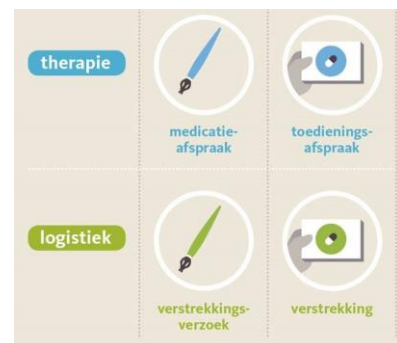 therapie
medicatie-
afspraak
toedienings-
afspraak
logistiek
verstrekkings-
verzoek
verstrekking